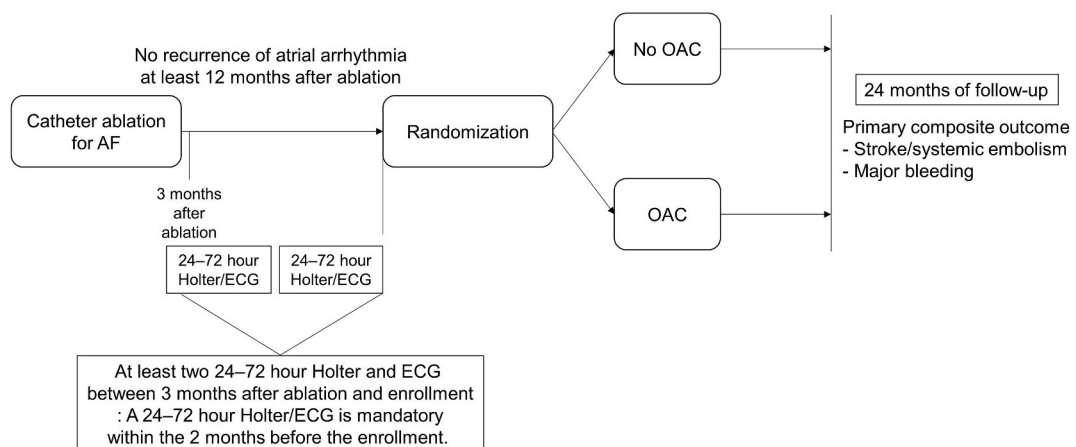 No recurrence of atrial arrhythmia
at least 12 months after ablation
Catheter ablation
for AF
Randomization
No OAC
OAC
24 months of follow-up
Primary composite outcome
- Stroke/systemic embolism
- Major bleeding
3 months
after
ablation
24–72 hour
Holter/ECG
24–72 hour
Holter/ECG
At least two 24–72 hour Holter and ECG
between 3 months after ablation and enrollment
: A 24–72 hour Holter/ECG is mandatory
within the 2 months before the enrollment.